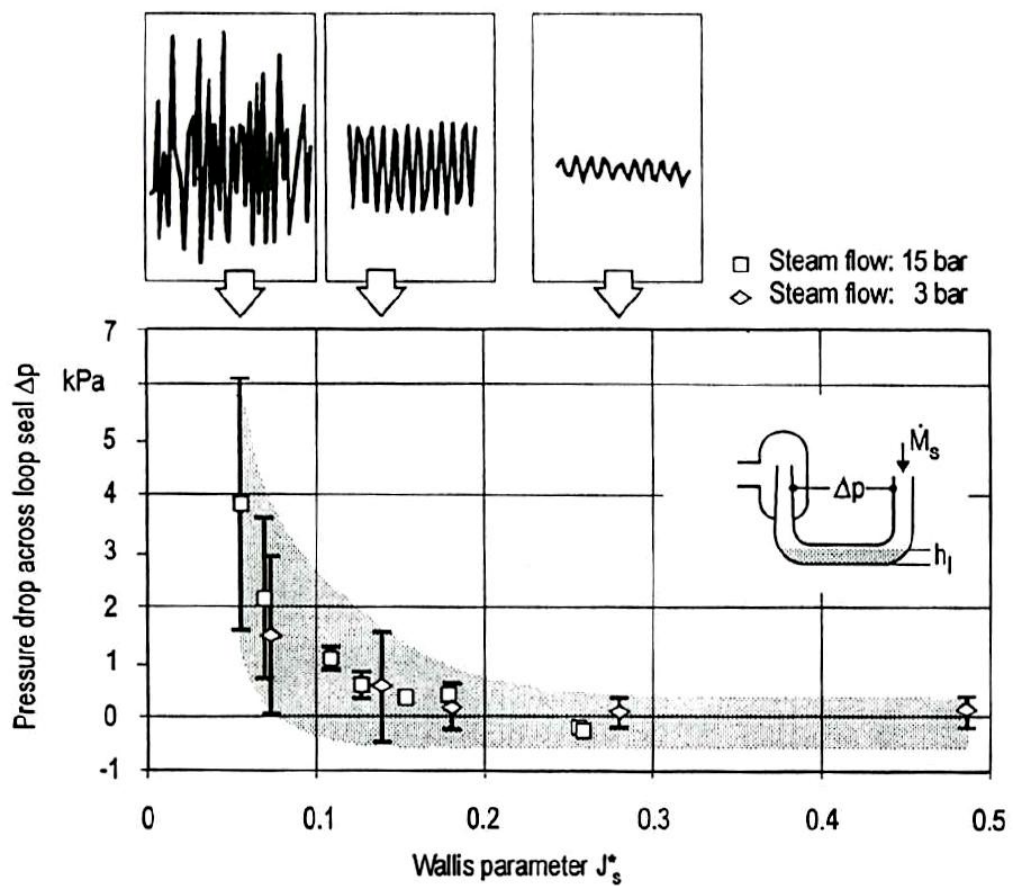 □ Steam flow: 15 bar
◇ Steam flow: 3 bar
Pressure drop across loop seal Δp
kPa
7
5
4
3
2
1
0
-1
0
0.1
0.2
0.3
0.4
0.5
Wallis parameter J*s
Ṁs
Δp
hl